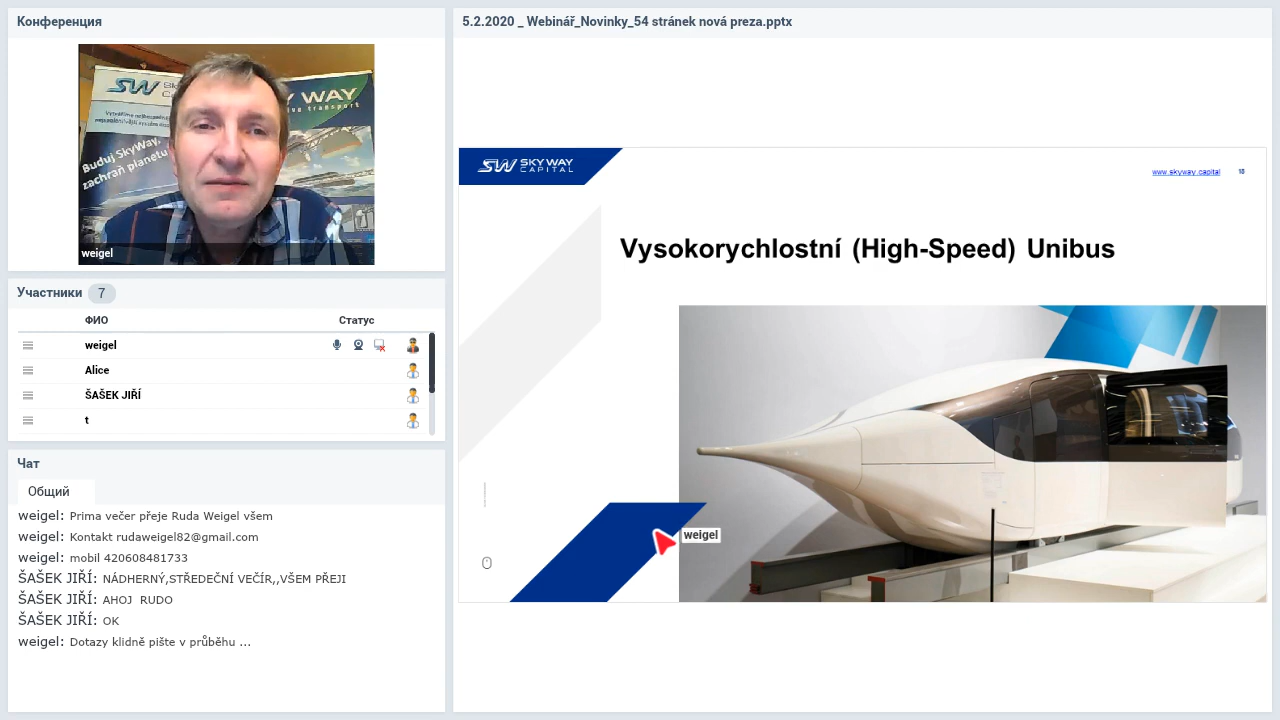 Конференция
SW
WAY
Buduj SkyWay,
zachraň planetu
weigel
Участники 7
ФИО Статус
weigel
Alice
ŠAŠEK JIŘÍ
t
Чат
Общий
weigel: Prima večer přeje Ruda Weigel všem
weigel: Kontakt rudaweigel82@gmail.com
weigel: mobil 420608481733
ŠAŠEK JIŘÍ: NÁDHERNÝ,STŘEDEČNÍ VEČÍR,,VŠEM PŘEJI
ŠAŠEK JIŘÍ: AHOJ RUDO
ŠAŠEK JIŘÍ: OK
weigel: Dotazy klidně pište v průběhu ...
5.2.2020 _ Webinář_Novinky_54 stránek nová preza.pptx
SW SKY WAY
CAPITAL
www.skyway.capital 18
Vysokorychlostní (High-Speed) Unibus
weigel